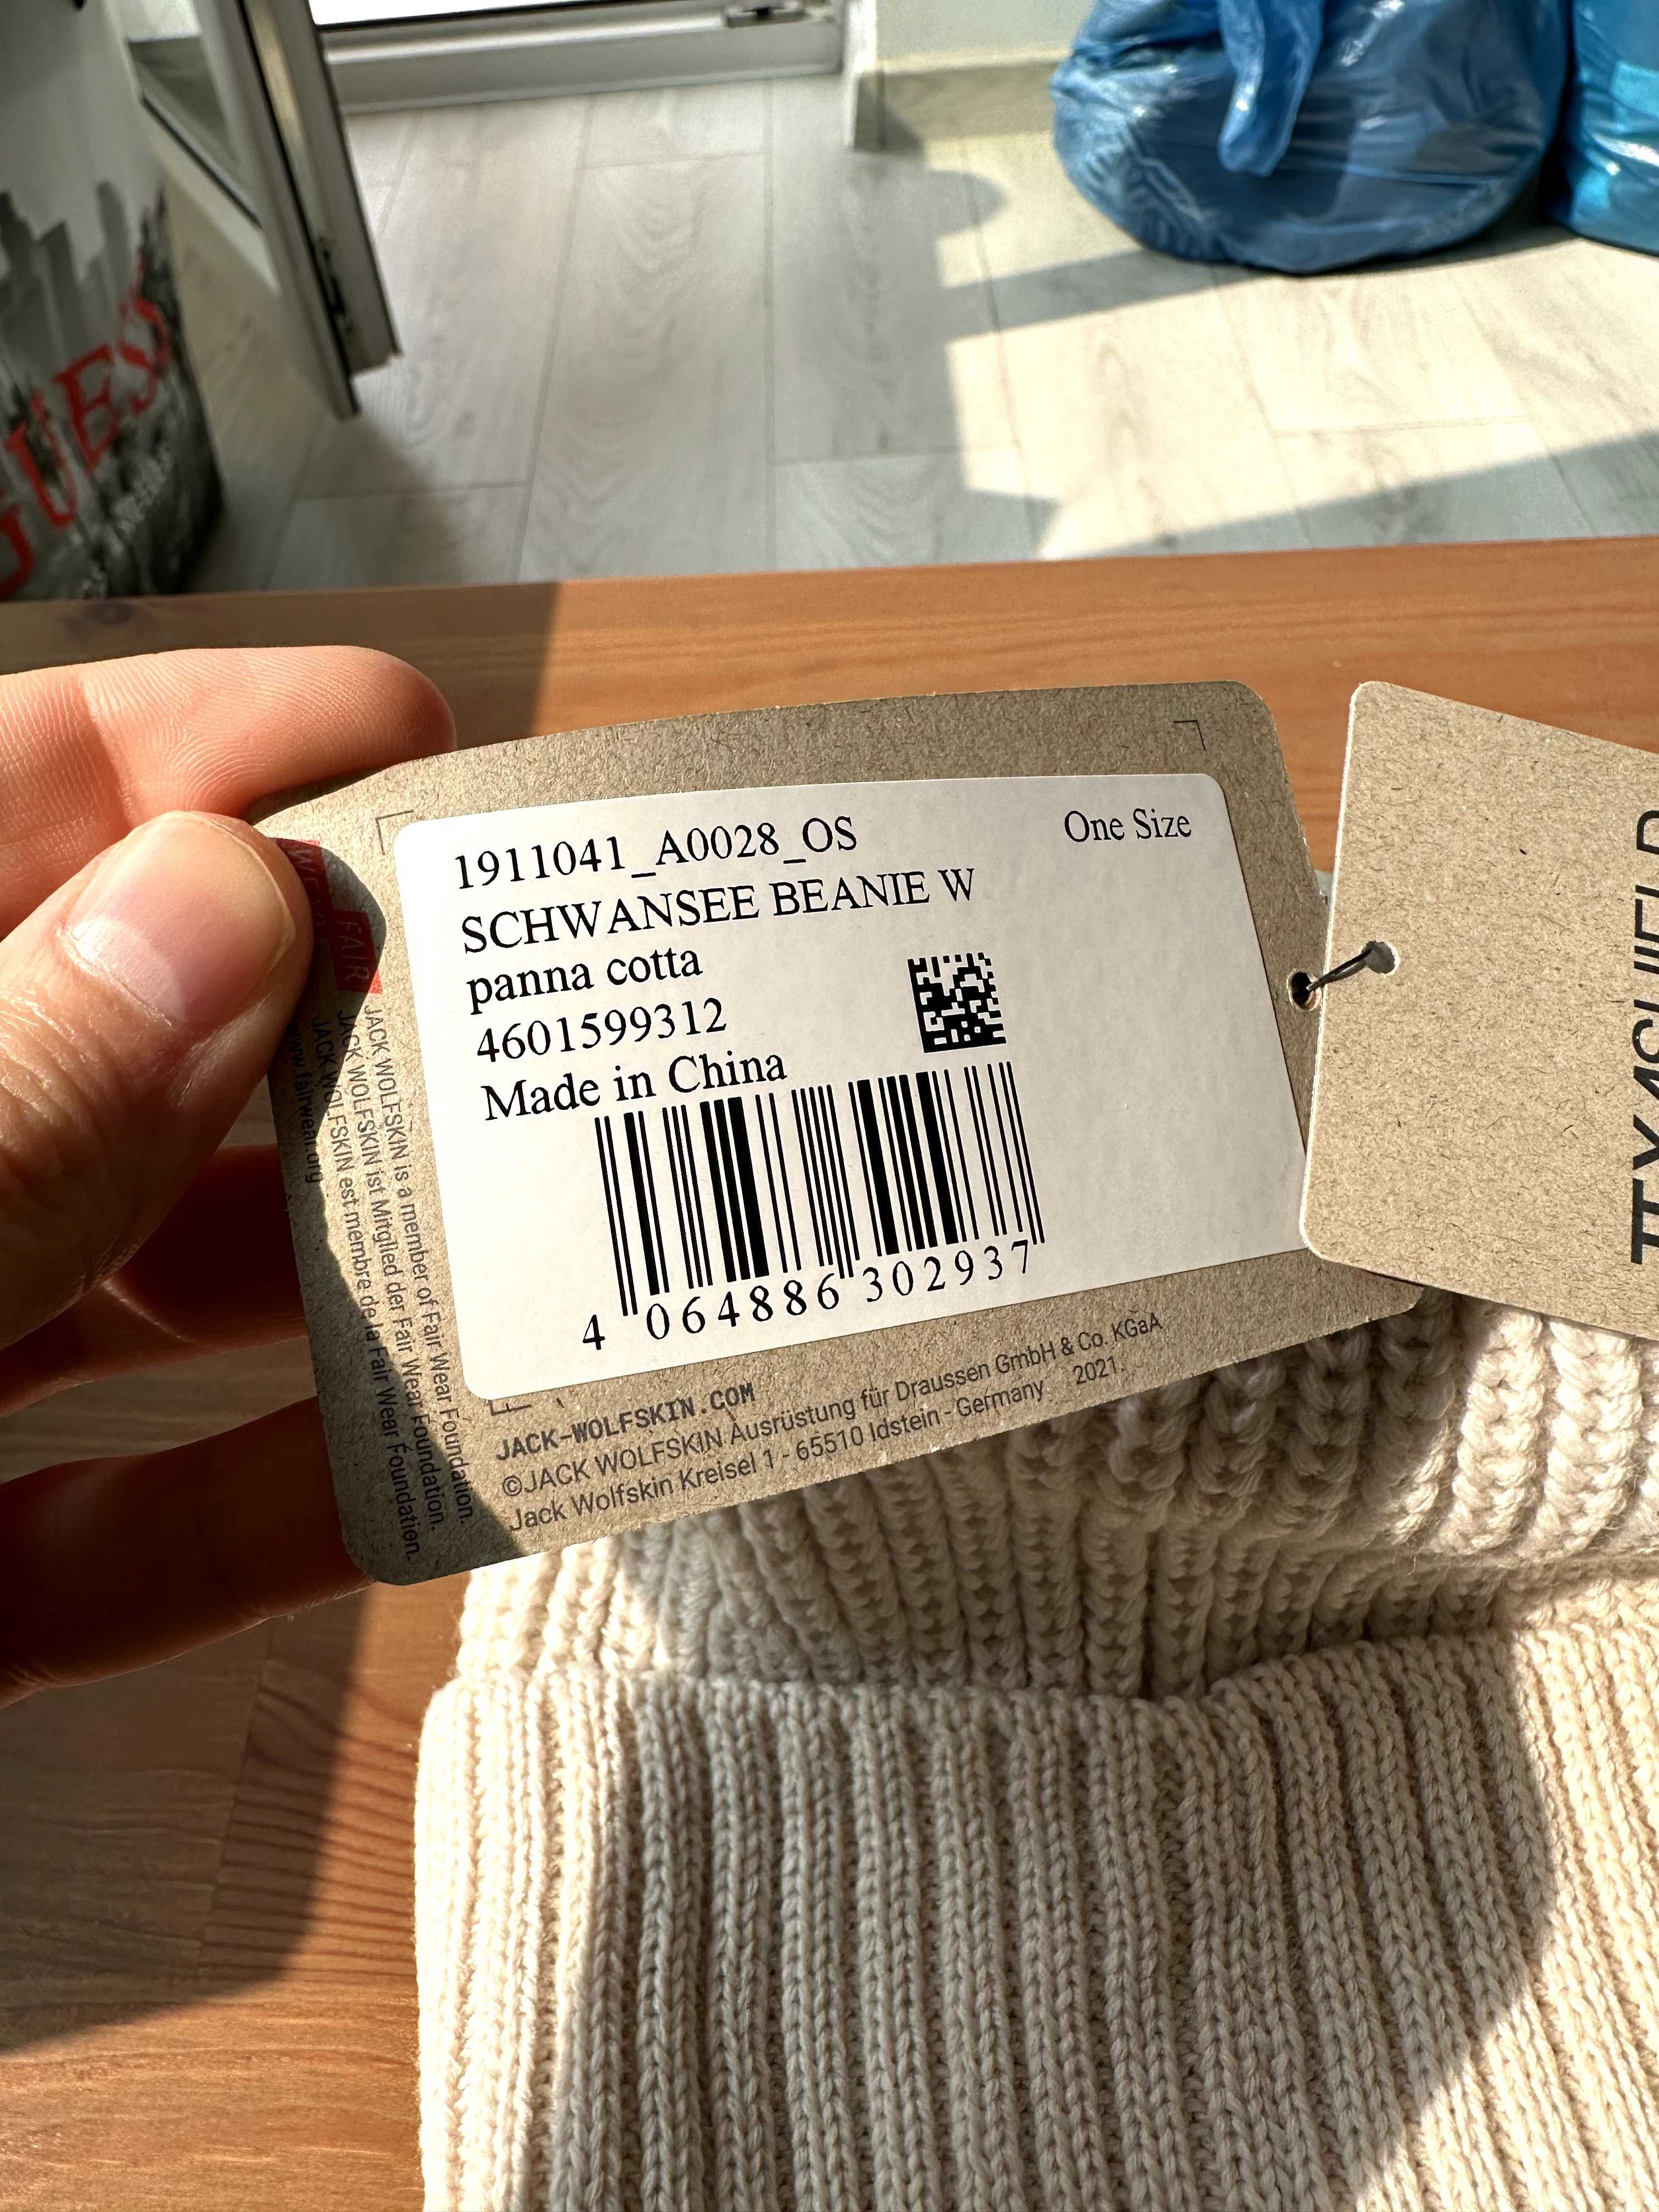 GUESS
1911041_A0028_OS
One Size
SCHWANSEE BEANIE W
panna cotta
4601599312
Made in China
4 064886 302937
JACK-WOLFSKIN.COM
©JACK WOLFSKIN Ausrüstung für Draussen GmbH & Co. KGaA
Jack Wolfskin Kreisel 1 - 65510 Idstein - Germany 2021.
FAIR
JACK WOLFSKIN is a member of Fair Wear Foundation.
JACK WOLFSKIN ist Mitglied der Fair Wear Foundation.
JACK WOLFSKIN est membre de la Fair Wear Foundation.
www.fairwear.org